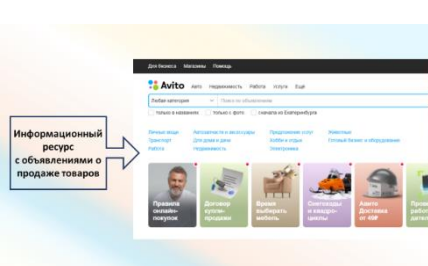 Для бизнеса Магазины Помощь
Avito Авто Недвижимость Работа Услуги Ещё
Любая категория Поиск по объявлениям
только в названиях только с фото сначала из Екатеринбурга
Личные вещи Автозапчасти и аксессуары Предложение услуг Животные
Транспорт Для дома и дачи Хобби и отдых Готовый бизнес и оборудование
Работа Недвижимость Электроника
Информационный
ресурс
с объявлениями о
продаже товаров
Правила
онлайн-
покупок
Договор
купли-
продажи
Время
выбирать
мебель
Снегоходы
и квадро-
циклы
Авито
Доставка